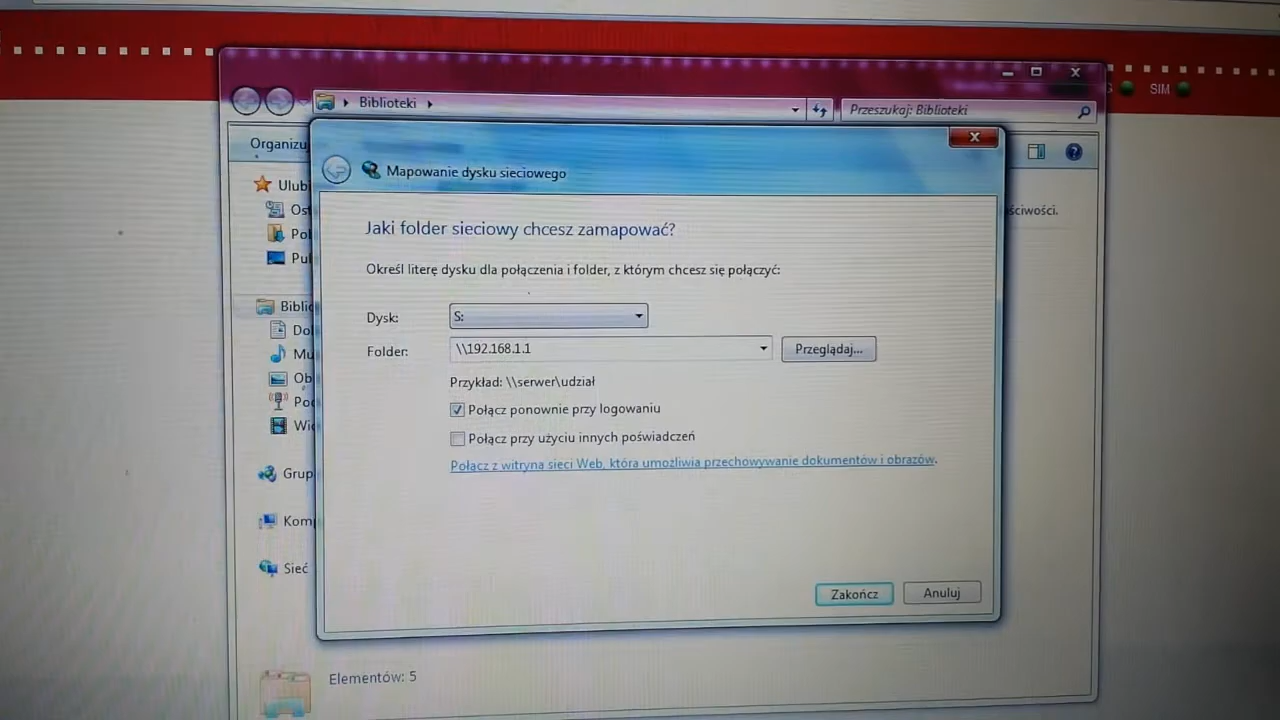 SIM
Biblioteki
Przeszukaj: Biblioteki
Organizu
Mapowanie dysku sieciowego
Ulub
Ost
Pol
Pul
Biblio
Do
Mu
Ob
Pod
Wid
Grup
Komp
Sieć
ściwości.
Jaki folder sieciowy chcesz zamapować?
Określ literę dysku dla połączenia i folder, z którym chcesz się połączyć:
Dysk: S:
Folder: \\192.168.1.1 Przeglądaj...
Przykład: \\serwer\udział
Połącz ponownie przy logowaniu
Połącz przy użyciu innych poświadczeń
Połącz z witryną sieci Web, która umożliwia przechowywanie dokumentów i obrazów.
Zakończ Anuluj
Elementów: 5